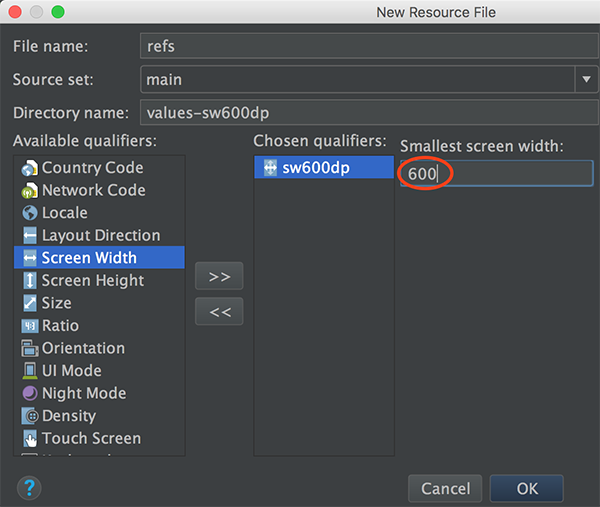 New Resource File
File name:
refs
Source set:
main
Directory name:
values-sw600dp
Available qualifiers:
Country Code
Network Code
Locale
Layout Direction
Screen Width
Screen Height
Size
Ratio
Orientation
UI Mode
Night Mode
Density
Touch Screen
>>
<<
Chosen qualifiers:
sw600dp
Smallest screen width:
600
?
Cancel
OK